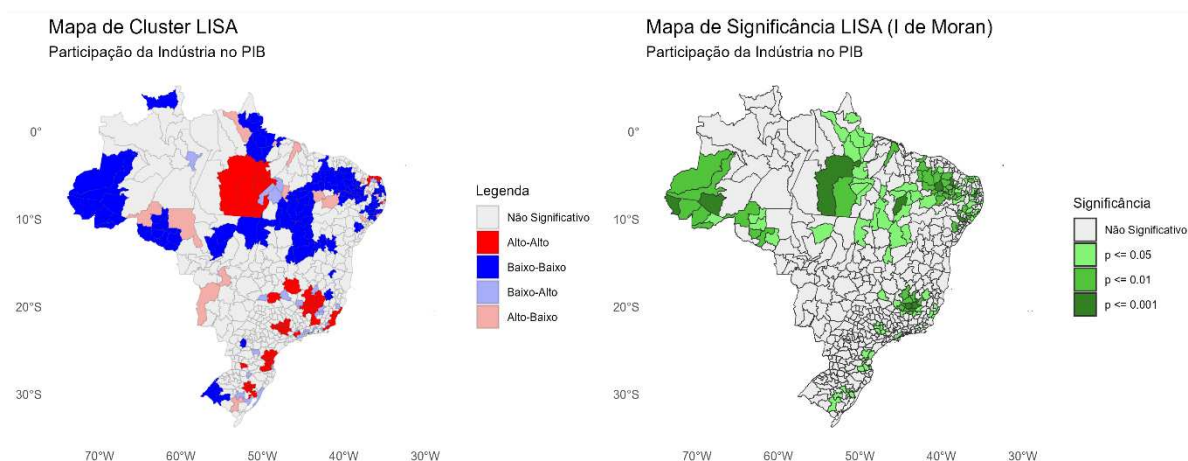 Mapa de Cluster LISA
Participação da Indústria no PIB
0°
10°S
20°S
30°S
70°W
60°W
50°W
40°W
30°W
Legenda
Não Significativo
Alto-Alto
Baixo-Baixo
Baixo-Alto
Alto-Baixo
Mapa de Significância LISA (I de Moran)
Participação da Indústria no PIB
0°
10°S
20°S
30°S
70°W
60°W
50°W
40°W
30°W
Significância
Não Significativo
p <= 0.05
p <= 0.01
p <= 0.001